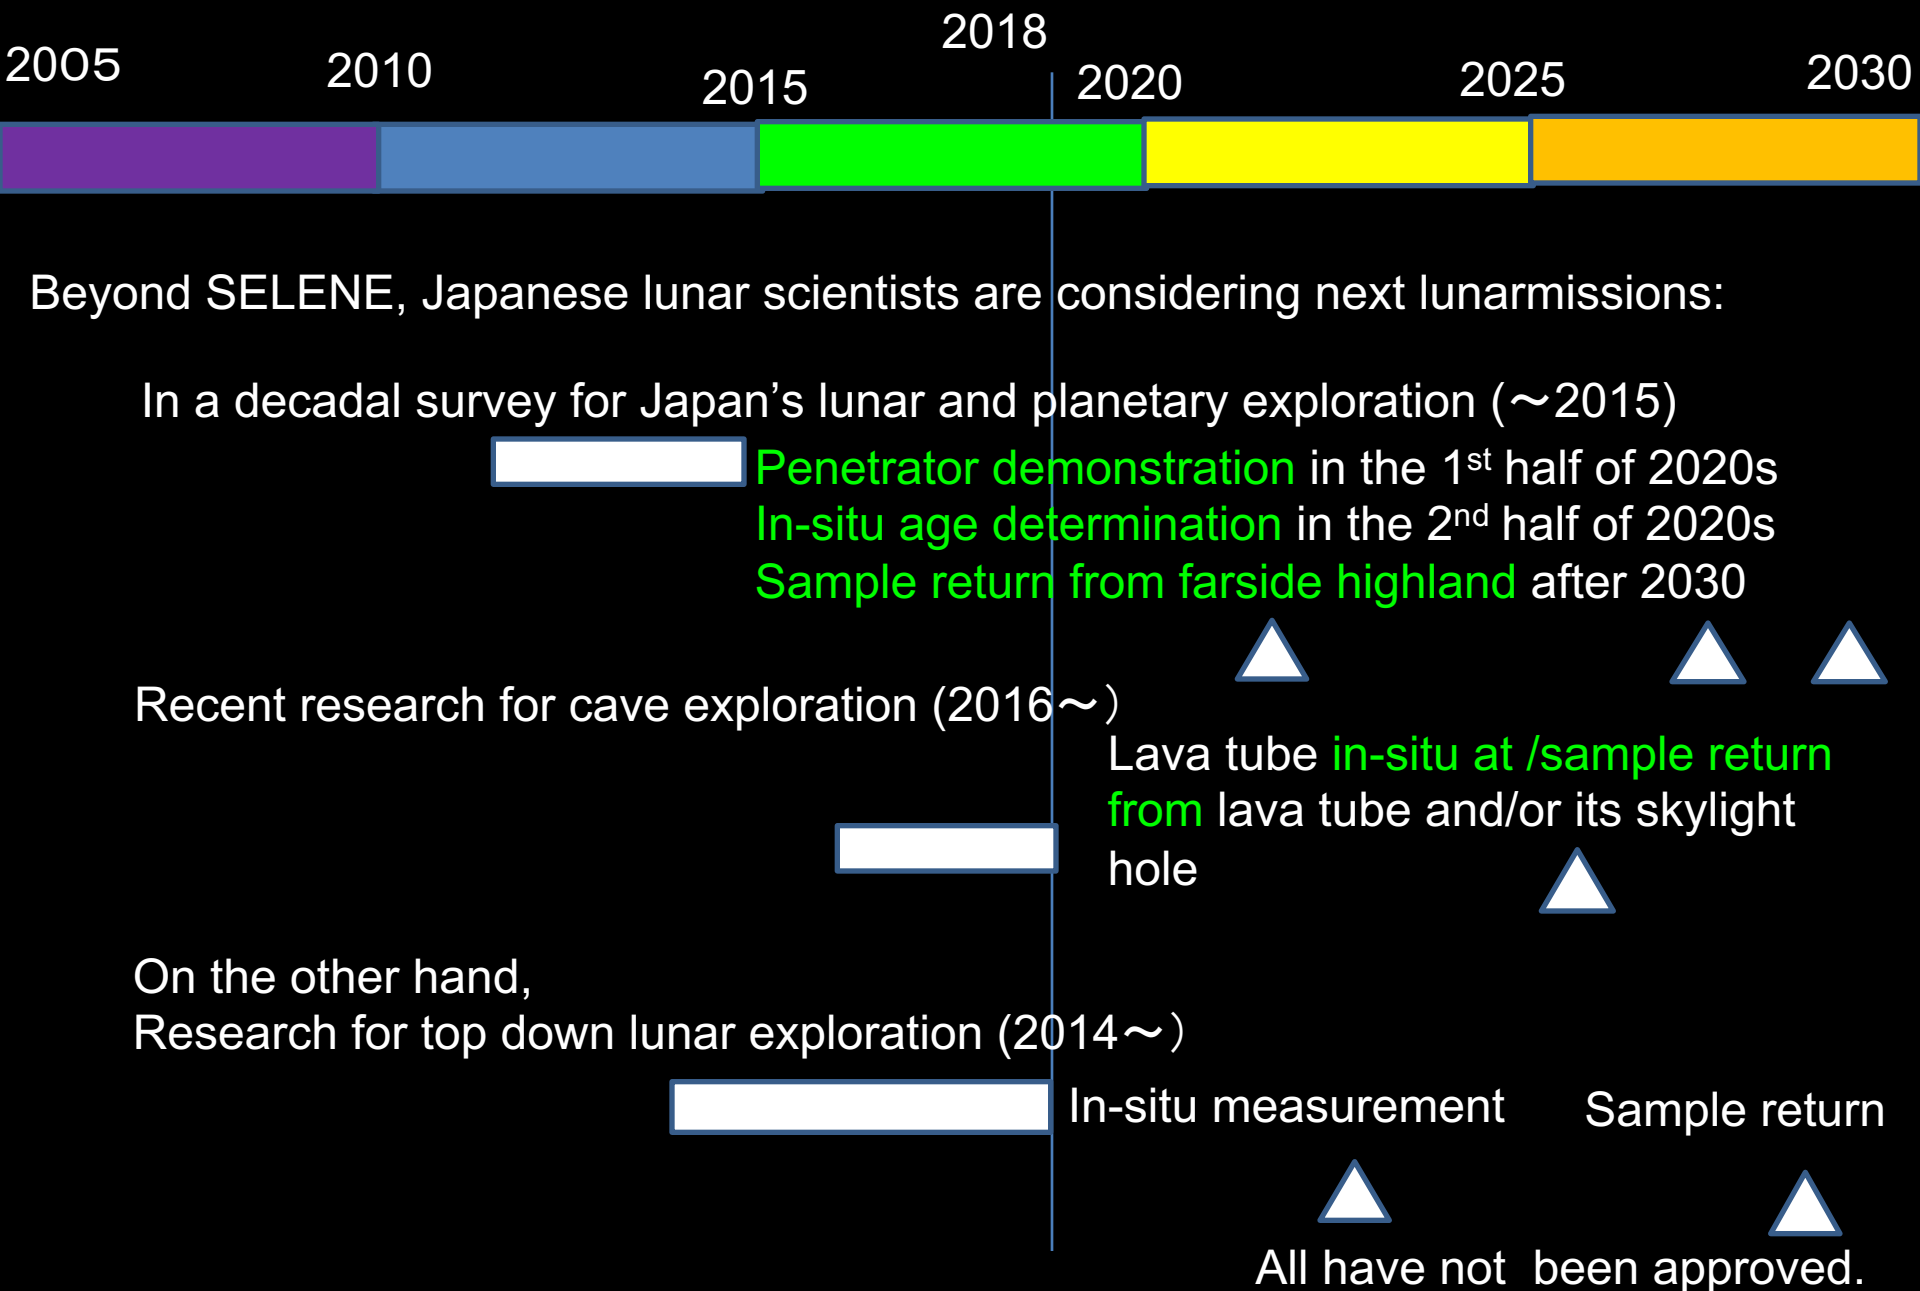 2005
2010
2015
2018
2020
2025
2030
Beyond SELENE, Japanese lunar scientists are considering next lunarmissions:
In a decadal survey for Japan’s lunar and planetary exploration (～2015)
Penetrator demonstration in the 1st half of 2020s
In-situ age determination in the 2nd half of 2020s
Sample return from farside highland after 2030
Recent research for cave exploration (2016～）
Lava tube in-situ at /sample return
from lava tube and/or its skylight
hole
On the other hand,
Research for top down lunar exploration (2014～）
In-situ measurement
Sample return
All have not been approved.